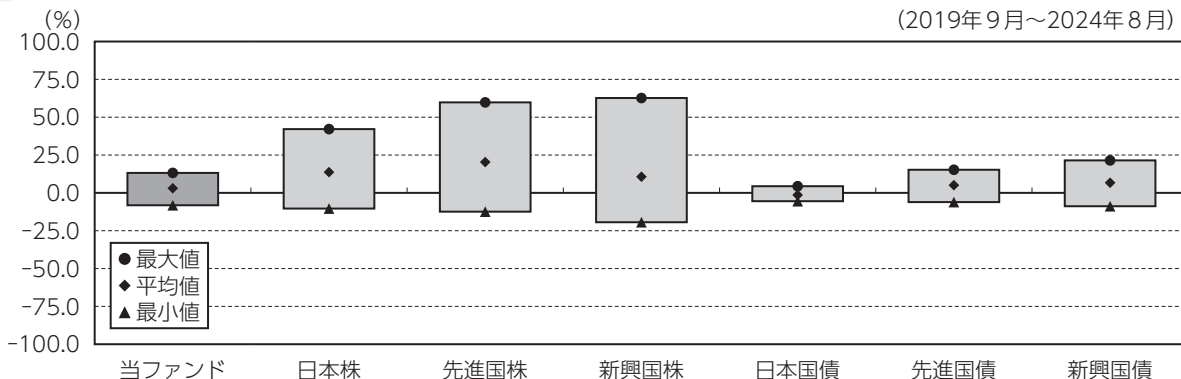 (%)
(2019年9月～2024年8月)
100.0
75.0
50.0
25.0
0.0
-25.0
-50.0
-75.0
-100.0
●最大値
◆平均値
▲最小値
当ファンド 日本株 先進国株 新興国株 日本国債 先進国債 新興国債